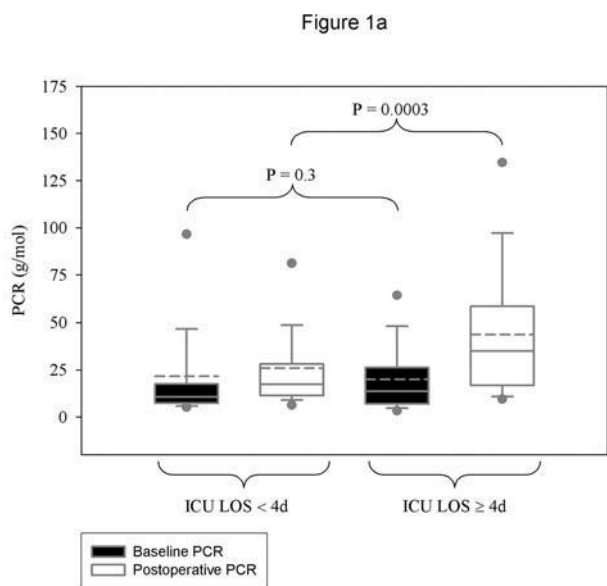 Figure 1a
175
150
125
100
75
50
25
0
PCR (g/mol)
P = 0.0003
P = 0.3
ICU LOS < 4d
ICU LOS ≥ 4d
Baseline PCR
Postoperative PCR